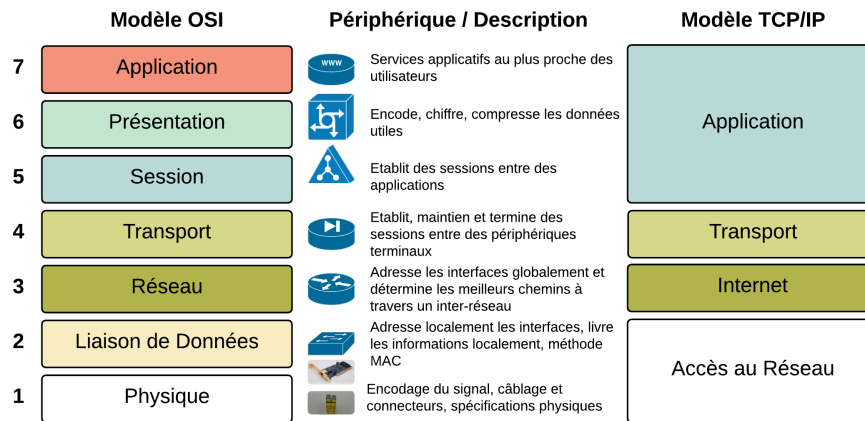 Modèle OSI
Périphérique / Description
Modèle TCP/IP
7
Application
WWW
Services applicatifs au plus proche des
utilisateurs
6
Présentation
Encode, chiffre, compresse les données
utiles
Application
5
Session
Etablit des sessions entre des
applications
4
Transport
Etablit, maintien et termine des
sessions entre des périphériques
terminaux
Transport
3
Réseau
Adresse les interfaces globalement et
détermine les meilleurs chemins à
travers un inter-réseau
Internet
2
Liaison de Données
Adresse localement les interfaces, livre
les informations localement, méthode
MAC
Accès au Réseau
1
Physique
Encodage du signal, câblage et
connecteurs, spécifications physiques